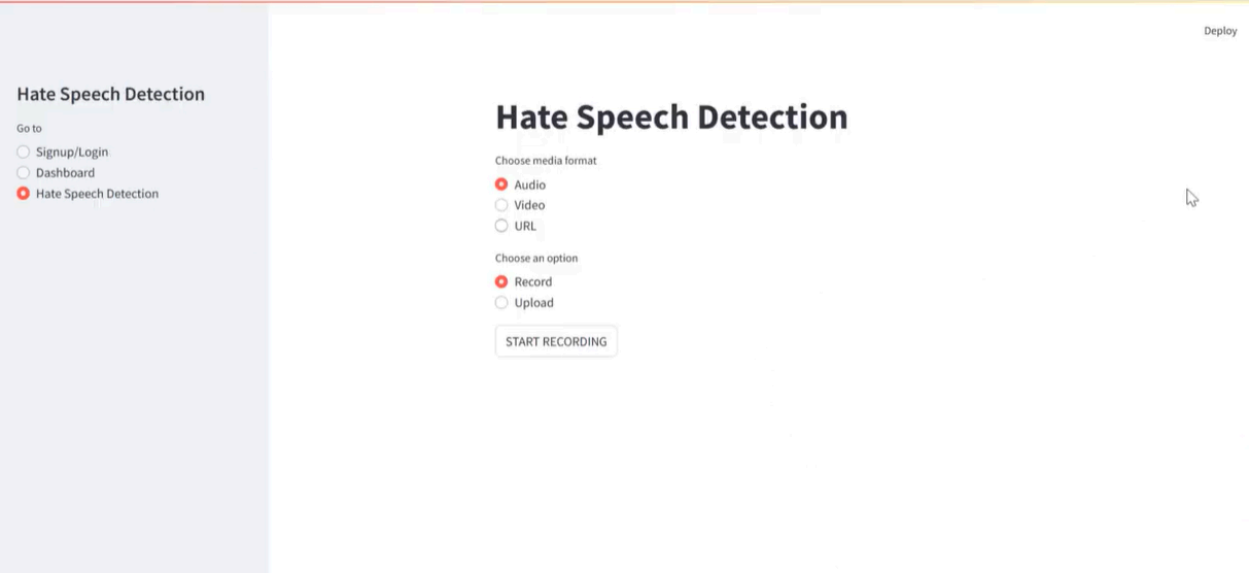 Deploy
Hate Speech Detection
Go to
Signup/Login
Dashboard
Hate Speech Detection
Hate Speech Detection
Choose media format
Audio
Video
URL
Choose an option
Record
Upload
START RECORDING